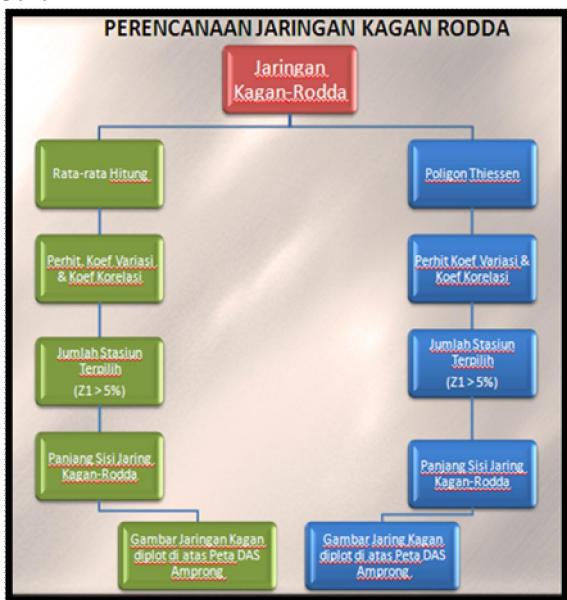 PERENCANAAN JARINGAN KAGAN RODDA
Jaringan
Kagan-Rodda
Rata-rata Hitung
Perhit. Koef Variasi
& Koef Korelasi
Jumlah Stasiun
Terpilih
(Z1 > 5%)
Panjang Sisi Jaring
Kagan-Rodda
Gambar Jaringan Kagan
diplot di atas Peta DAS
Amprong
Poligon Thiessen
Perhit Koef Variasi &
Koef Korelasi
Jumlah Stasiun
Terpilih
(Z1 > 5%)
Panjang Sisi Jaring
Kagan-Rodda
Gambar Jaring Kagan
diplot di atas Peta DAS
Amprong